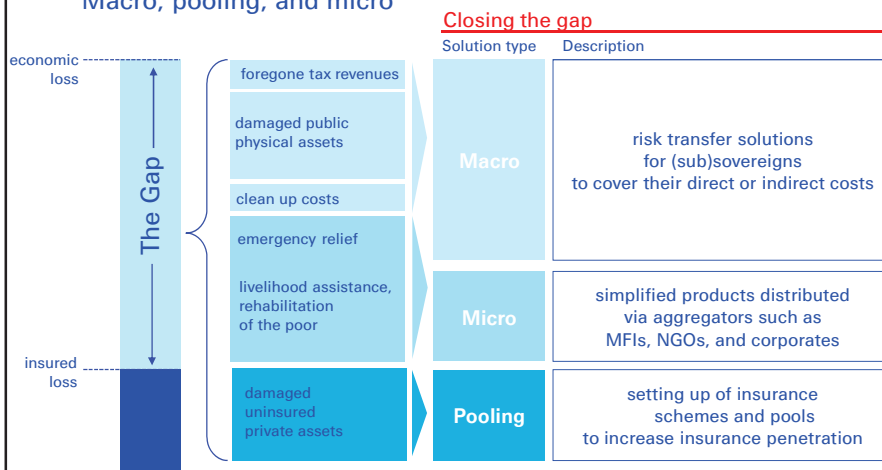 Macro, pooling, and micro
Closing the gap
Solution type
Description
economic
loss
The Gap
insured
loss
foregone tax revenues
damaged public
physical assets
clean up costs
emergency relief
livelihood assistance,
rehabilitation
of the poor
damaged
uninsured
private assets
Macro
risk transfer solutions
for (sub)sovereigns
to cover their direct or indirect costs
Micro
simplified products distributed
via aggregators such as
MFIs, NGOs, and corporates
Pooling
setting up of insurance
schemes and pools
to increase insurance penetration